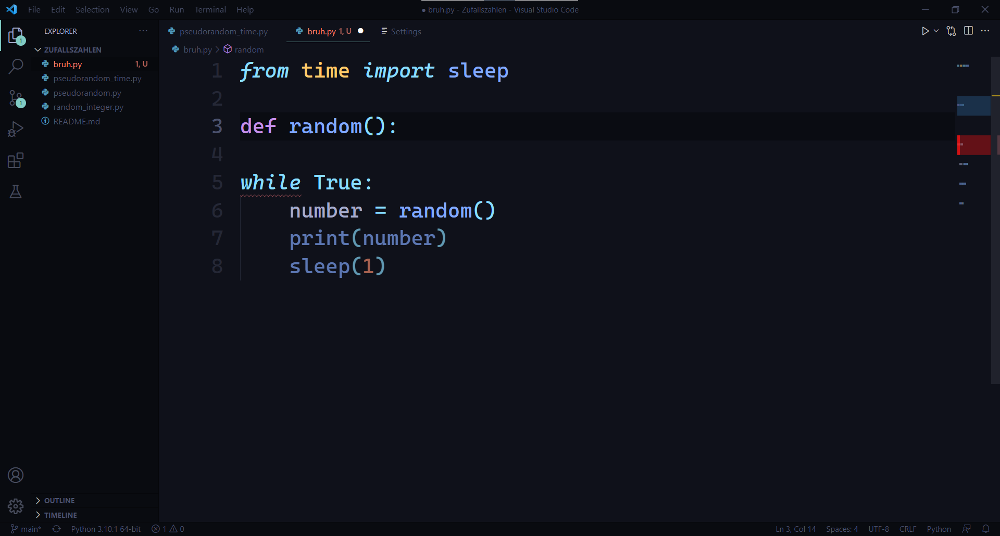 File Edit Selection View Go Run Terminal Help
● bruh.py - Zufallszahlen - Visual Studio Code
EXPLORER
ZUFALLSZAHLEN
bruh.py 1, U
pseudorandom_time.py
pseudorandom.py
random_integer.py
README.md
1
1
OUTLINE
TIMELINE
pseudorandom_time.py bruh.py 1, U Settings
bruh.py > random
1 from time import sleep
2
3 def random():
4
5 while True:
6     number = random()
7     print(number)
8     sleep(1)
main* Python 3.10.1 64-bit 1 0 Ln 3, Col 14 Spaces: 4 UTF-8 CRLF Python